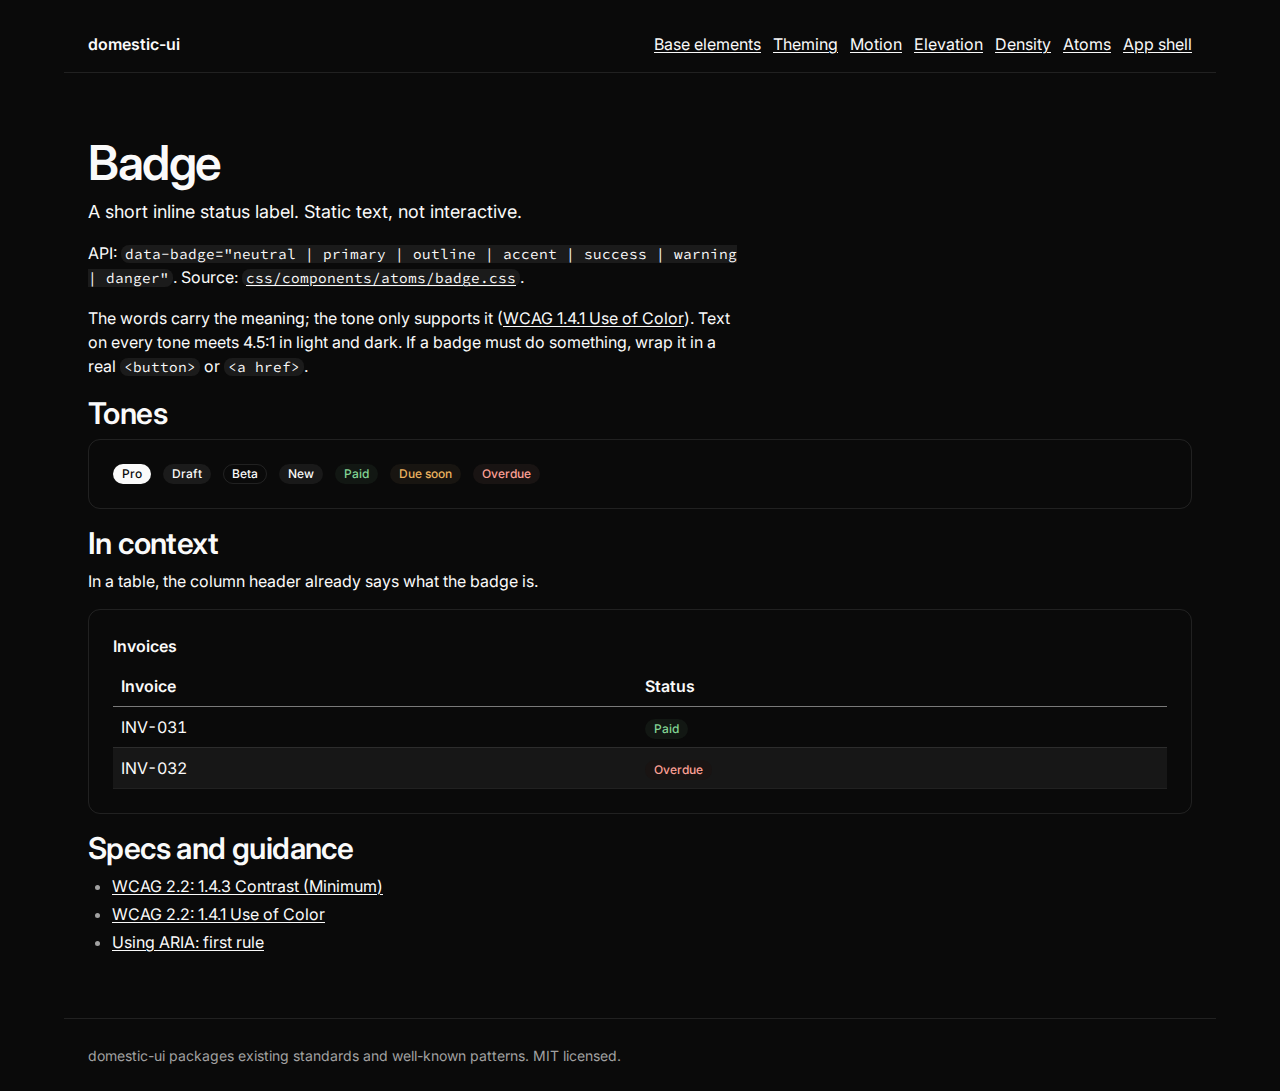 domestic-ui
Base elements Theming Motion Elevation Density Atoms App shell
Badge
A short inline status label. Static text, not interactive.
API: data-badge="neutral | primary | outline | accent | success | warning
| danger". Source: css/components/atoms/badge.css.
The words carry the meaning; the tone only supports it (WCAG 1.4.1 Use of Color). Text
on every tone meets 4.5:1 in light and dark. If a badge must do something, wrap it in a
real <button> or <a href>.
Tones
Pro Draft Beta New Paid Due soon Overdue
In context
In a table, the column header already says what the badge is.
Invoices
Invoice Status
INV-031 Paid
INV-032 Overdue
Specs and guidance
WCAG 2.2: 1.4.3 Contrast (Minimum)
WCAG 2.2: 1.4.1 Use of Color
Using ARIA: first rule
domestic-ui packages existing standards and well-known patterns. MIT licensed.